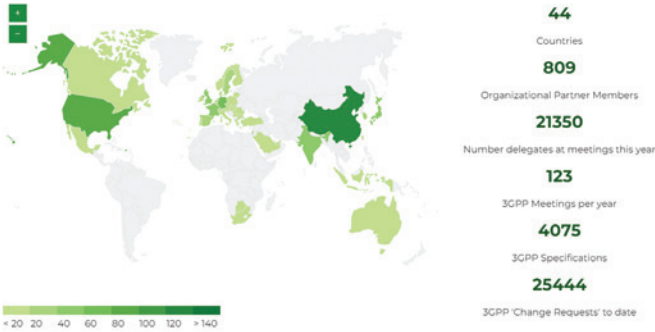 +
−
44
Countries
809
Organizational Partner Members
21350
Number delegates at meetings this year
123
3GPP Meetings per year
4075
3GPP Specifications
25444
3GPP 'Change Requests' to date
< 20 20 40 60 80 100 120 > 140